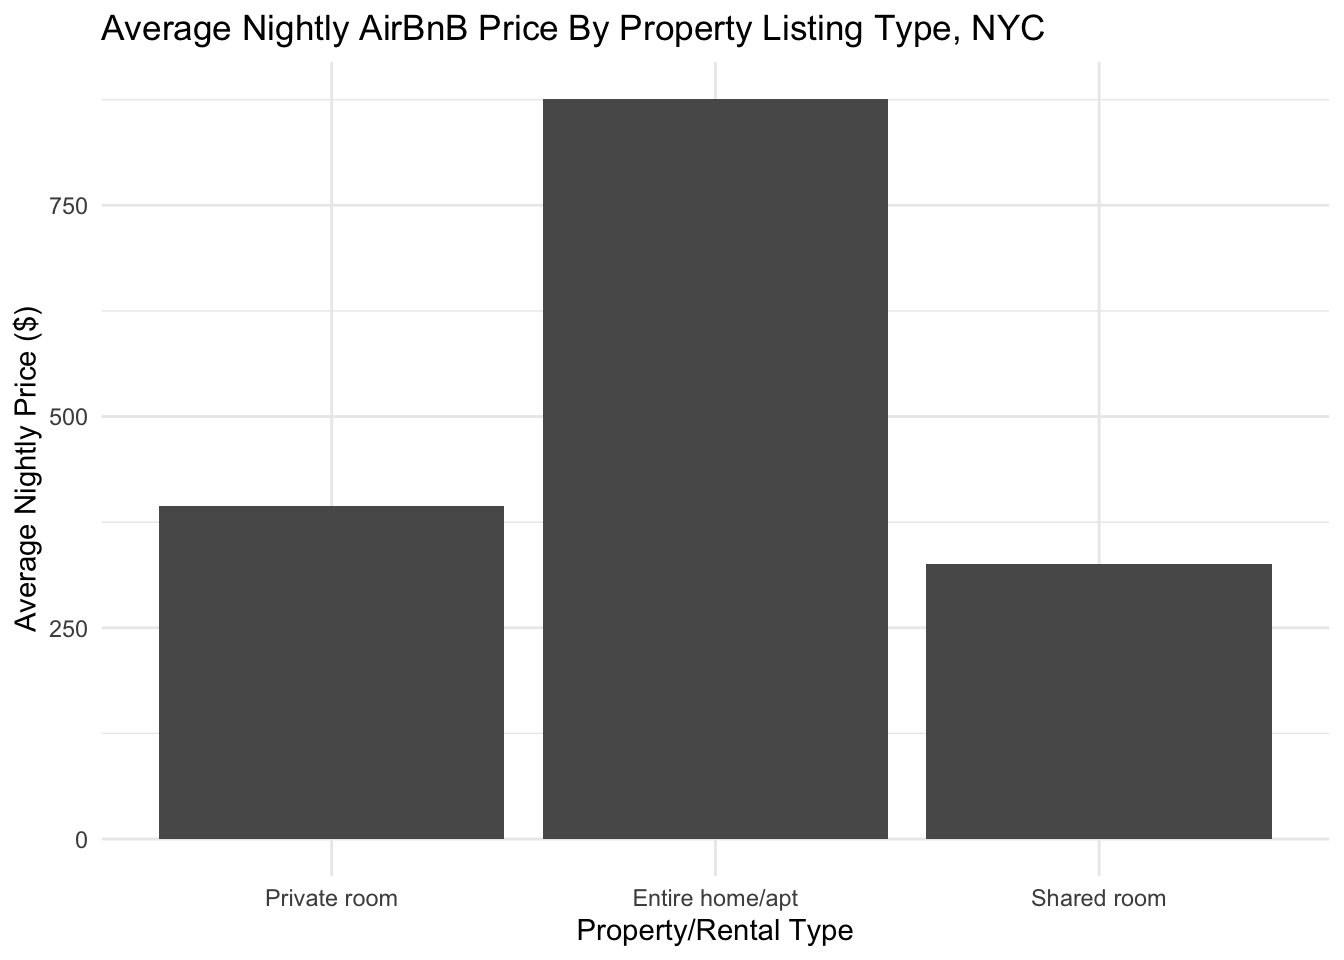 Average Nightly AirBnB Price By Property Listing Type, NYC
Average Nightly Price ($)
750
500
250
0
Private room
Entire home/apt
Shared room
Property/Rental Type